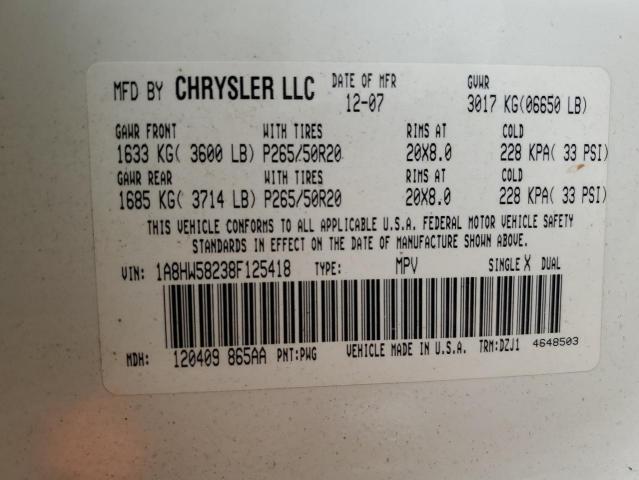 MFD BY CHRYSLER LLC DATE OF MFR GVWR
12-07 3017 KG(06650 LB)
GAWR FRONT WITH TIRES RIMS AT COLD
1633 KG( 3600 LB) P265/50R20 20X8.0 228 KPA( 33 PSI)
GAWR REAR WITH TIRES RIMS AT COLD
1685 KG( 3714 LB) P265/50R20 20X8.0 228 KPA( 33 PSI)
THIS VEHICLE CONFORMS TO ALL APPLICABLE U.S.A. FEDERAL MOTOR VEHICLE SAFETY
STANDARDS IN EFFECT ON THE DATE OF MANUFACTURE SHOWN ABOVE.
VIN: 1A8HW58238F125418 TYPE: MPV SINGLE X DUAL
MDH: 120409 865AA PNT:PWG VEHICLE MADE IN U.S.A. TRM:DZJ1 4648503